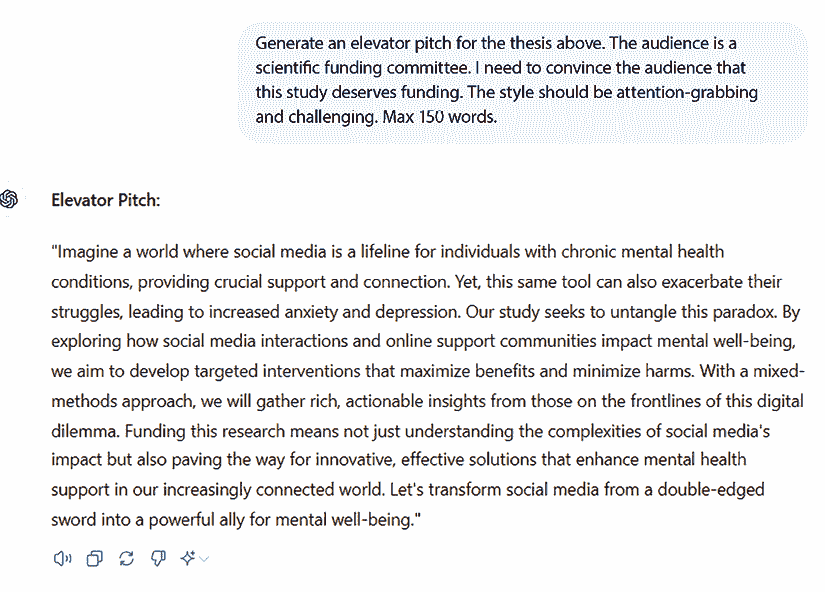 Generate an elevator pitch for the thesis above. The audience is a
scientific funding committee. I need to convince the audience that
this study deserves funding. The style should be attention-grabbing
and challenging. Max 150 words.
Elevator Pitch:
"Imagine a world where social media is a lifeline for individuals with chronic mental health
conditions, providing crucial support and connection. Yet, this same tool can also exacerbate their
struggles, leading to increased anxiety and depression. Our study seeks to untangle this paradox. By
exploring how social media interactions and online support communities impact mental well-being,
we aim to develop targeted interventions that maximize benefits and minimize harms. With a mixed-
methods approach, we will gather rich, actionable insights from those on the frontlines of this digital
dilemma. Funding this research means not just understanding the complexities of social media's
impact but also paving the way for innovative, effective solutions that enhance mental health
support in our increasingly connected world. Let's transform social media from a double-edged
sword into a powerful ally for mental well-being."